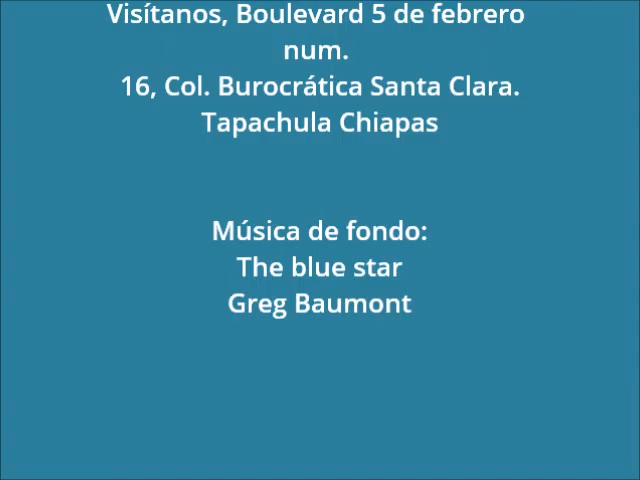 Visítanos, Boulevard 5 de febrero
num.
16, Col. Burocrática Santa Clara.
Tapachula Chiapas
Música de fondo:
The blue star
Greg Baumont